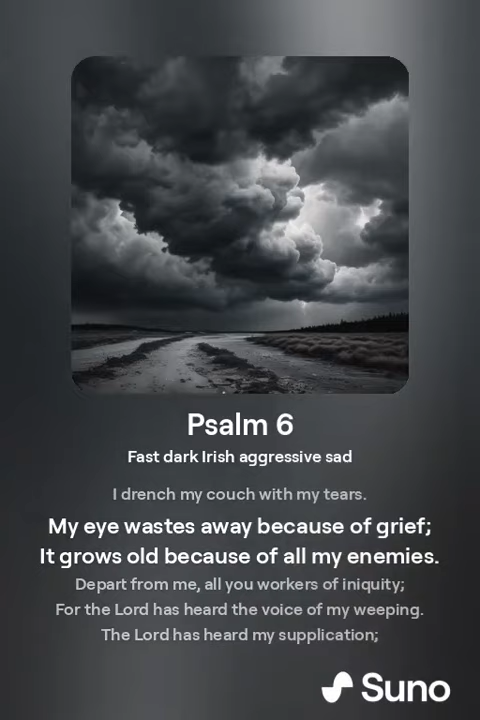 Psalm 6
Fast dark Irish aggressive sad
I drench my couch with my tears.
My eye wastes away because of grief;
It grows old because of all my enemies.
Depart from me, all you workers of iniquity;
For the Lord has heard the voice of my weeping.
The Lord has heard my supplication;
Suno